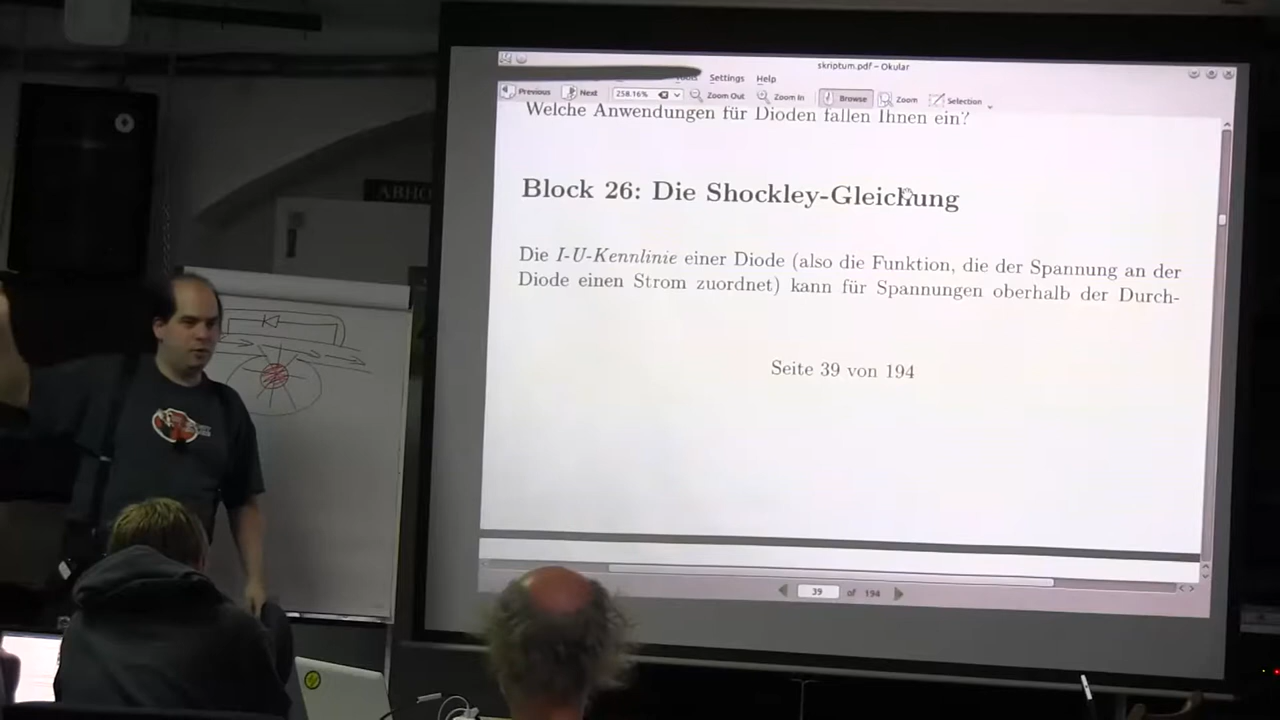 skriptum.pdf – Okular
Settings Help
Previous Next 258.16% Zoom Out Zoom In Browse Zoom Selection
Welche Anwendungen für Dioden fallen Ihnen ein?
Block 26: Die Shockley-Gleichung
Die I-U-Kennlinie einer Diode (also die Funktion, die der Spannung an der
Diode einen Strom zuordnet) kann für Spannungen oberhalb der Durch-
Seite 39 von 194
39 of 194
ABHO